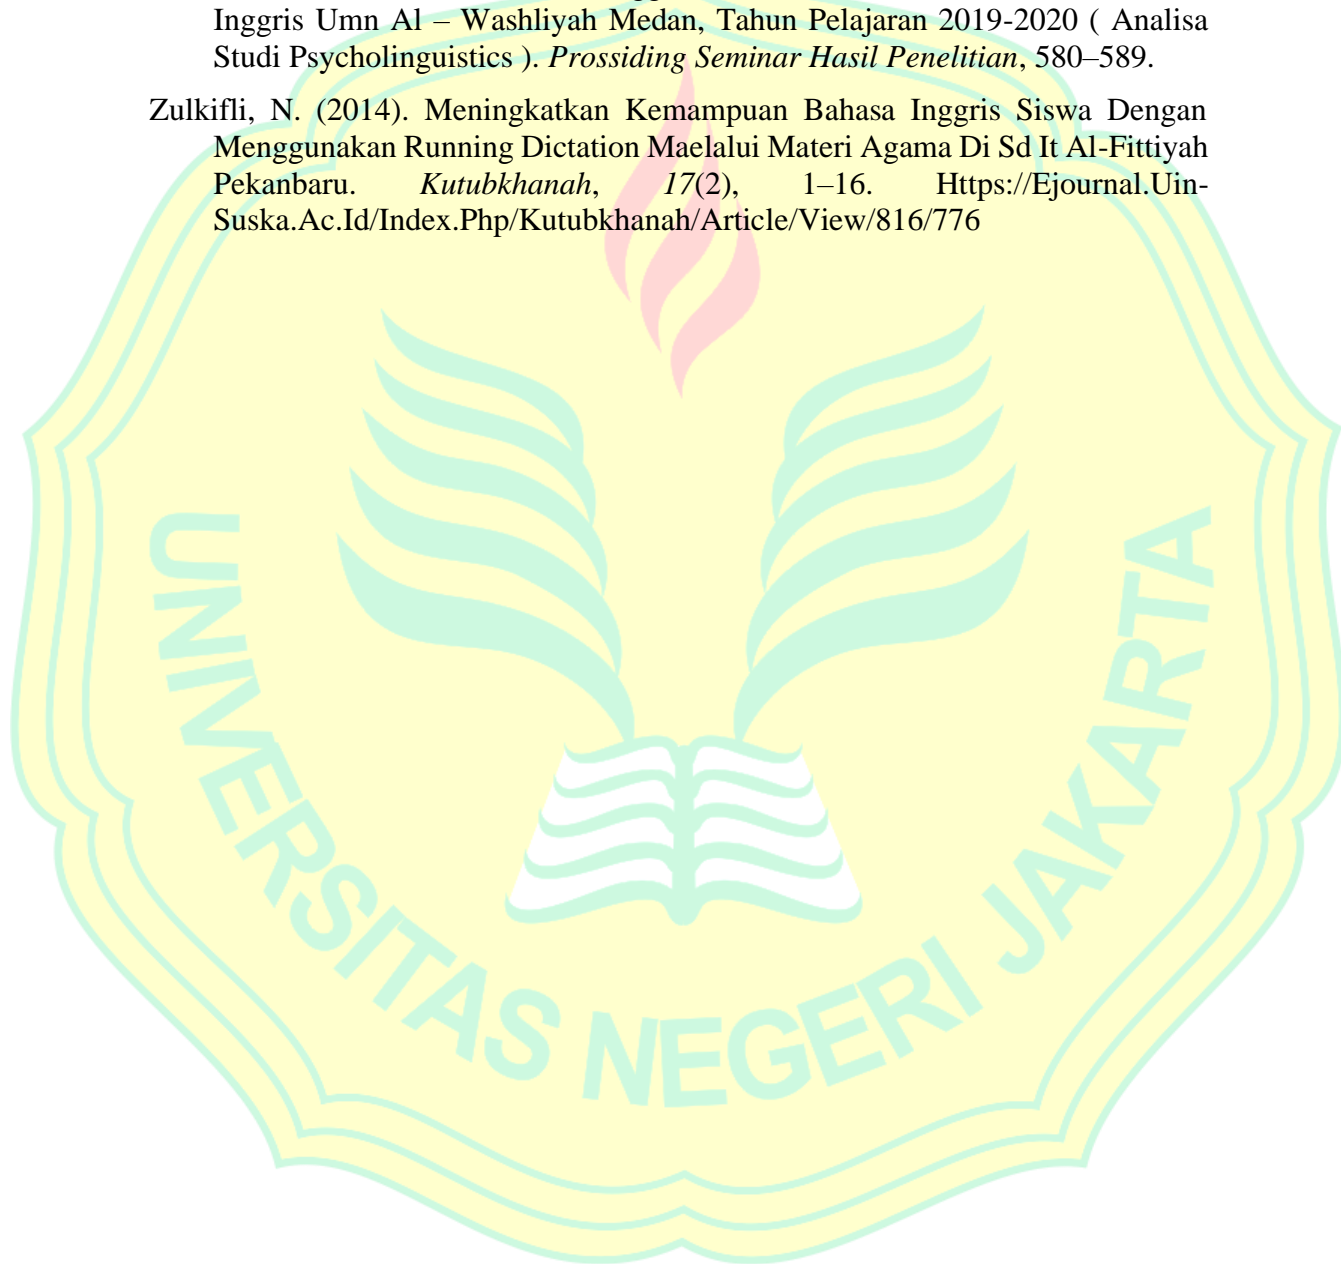 Inggris Umn Al – Washliyah Medan, Tahun Pelajaran 2019-2020 ( Analisa
Studi Psycholinguistics ). Prossiding Seminar Hasil Penelitian, 580–589.
Zulkifli, N. (2014). Meningkatkan Kemampuan Bahasa Inggris Siswa Dengan
Menggunakan Running Dictation Maelalui Materi Agama Di Sd It Al-Fittiyah
Pekanbaru. Kutubkhanah, 17(2), 1–16. Https://Ejournal.Uin-
Suska.Ac.Id/Index.Php/Kutubkhanah/Article/View/816/776
UNIVERSITAS NEGERI JAKARTA